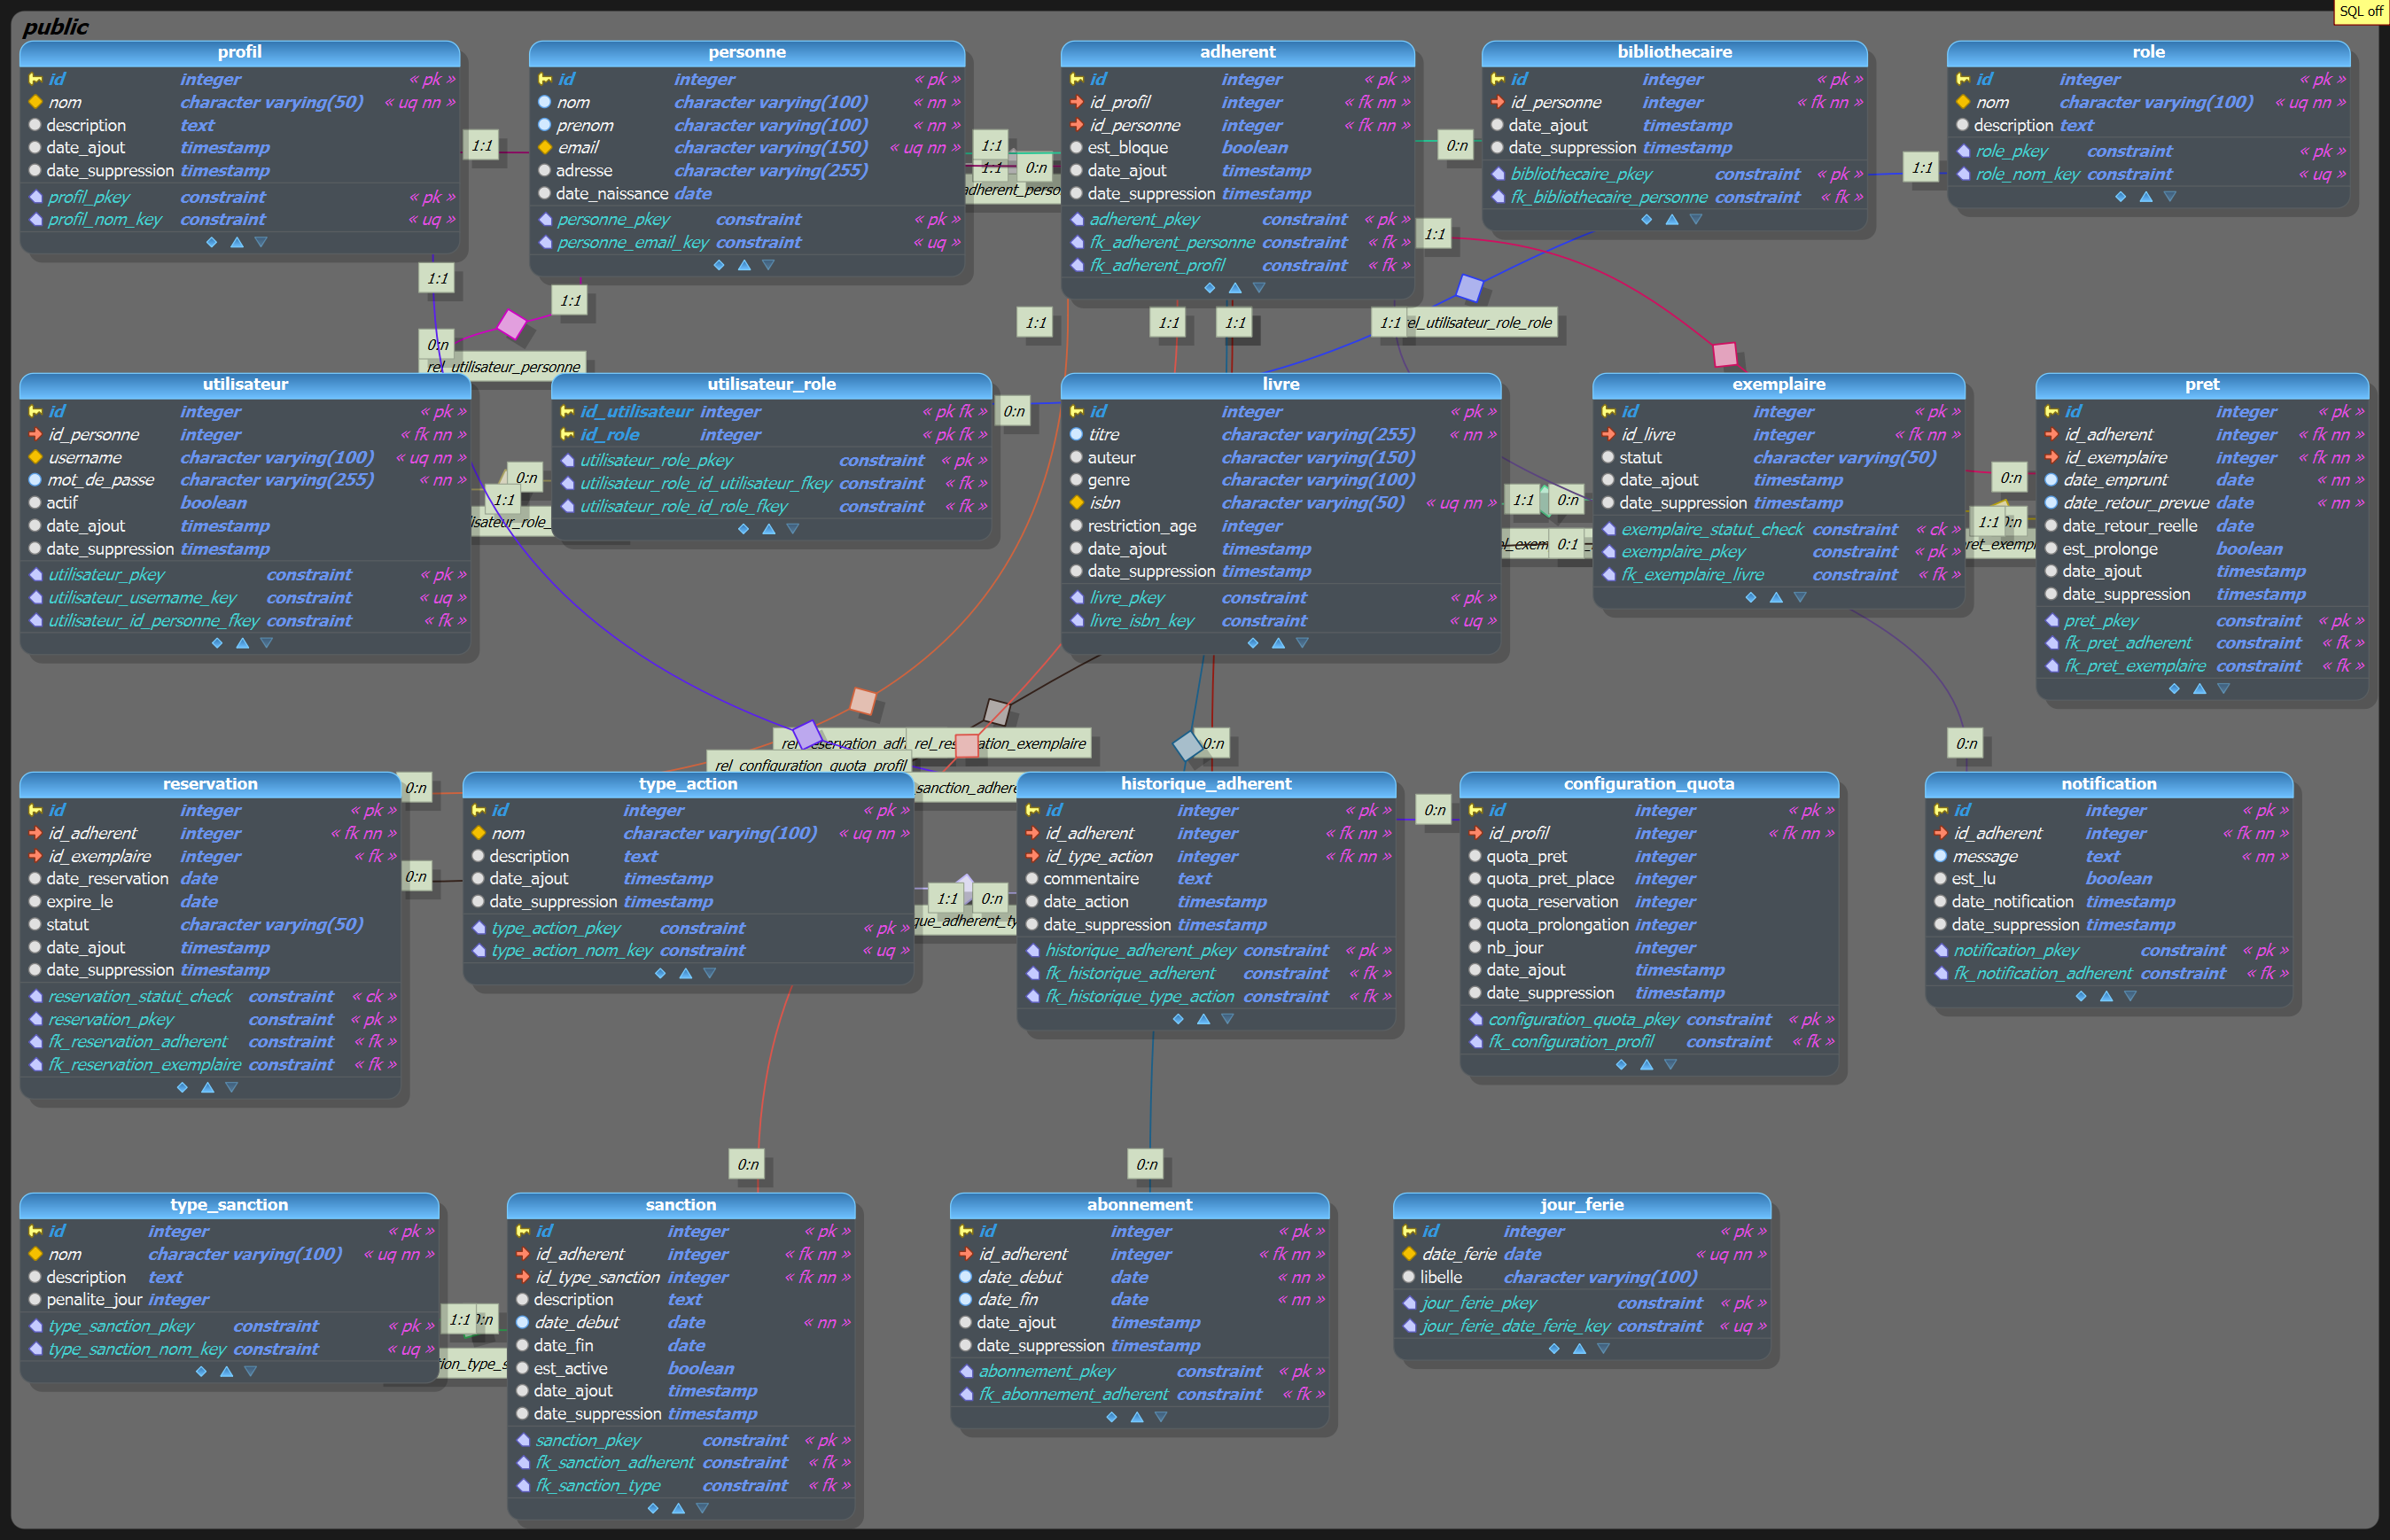 SQL off
public
profil
id integer « pk »
nom character varying(50) « uq nn »
description text
date_ajout timestamp
date_suppression timestamp
profil_pkey constraint « pk »
profil_nom_key constraint « uq »
personne
id integer « pk »
nom character varying(100) « nn »
prenom character varying(100) « nn »
email character varying(150) « uq nn »
adresse character varying(255)
date_naissance date
personne_pkey constraint « pk »
personne_email_key constraint « uq »
adherent
id integer « pk »
id_profil integer « fk nn »
id_personne integer « fk nn »
est_bloque boolean
date_ajout timestamp
date_suppression timestamp
adherent_pkey constraint « pk »
fk_adherent_personne constraint « fk »
fk_adherent_profil constraint « fk »
bibliothecaire
id integer « pk »
id_personne integer « fk nn »
date_ajout timestamp
date_suppression timestamp
bibliothecaire_pkey constraint « pk »
fk_bibliothecaire_personne constraint « fk »
role
id integer « pk »
nom character varying(100) « uq nn »
description text
role_pkey constraint « pk »
role_nom_key constraint « uq »
1:1
1:1
1:1
0:n
adherent_perso
0:n
1:1
1:1
1:1
1:1
0:n
rel_utilisateur_personne
1:1
1:1
1:1
1:1
el_utilisateur_role_role
utilisateur
id integer « pk »
id_personne integer « fk nn »
username character varying(100) « uq nn »
mot_de_passe character varying(255) « nn »
actif boolean
date_ajout timestamp
date_suppression timestamp
utilisateur_pkey constraint « pk »
utilisateur_username_key constraint « uq »
utilisateur_id_personne_fkey constraint « fk »
0:n
1:1
lisateur_role_
utilisateur_role
id_utilisateur integer « pk fk »
id_role integer « pk fk »
utilisateur_role_pkey constraint « pk »
utilisateur_role_id_utilisateur_fkey constraint « fk »
utilisateur_role_id_role_fkey constraint « fk »
0:n
livre
id integer « pk »
titre character varying(255) « nn »
auteur character varying(150)
genre character varying(100)
isbn character varying(50) « uq nn »
restriction_age integer
date_ajout timestamp
date_suppression timestamp
livre_pkey constraint « pk »
livre_isbn_key constraint « uq »
1:1
0:n
el_exem
0:1
exemplaire
id integer « pk »
id_livre integer « fk nn »
statut character varying(50)
date_ajout timestamp
date_suppression timestamp
exemplaire_statut_check constraint « ck »
exemplaire_pkey constraint « pk »
fk_exemplaire_livre constraint « fk »
0:n
1:1
):n
pret_exempl
pret
id integer « pk »
id_adherent integer « fk nn »
id_exemplaire integer « fk nn »
date_emprunt date « nn »
date_retour_prevue date « nn »
date_retour_reelle date
est_prolonge boolean
date_ajout timestamp
date_suppression timestamp
pret_pkey constraint « pk »
fk_pret_adherent constraint « fk »
fk_pret_exemplaire constraint « fk »
rel_reservation_adh
rel_reservation_exemplaire
0:n
0:n
rel_configuration_quota_profil
sanction_adhere
reservation
id integer « pk »
id_adherent integer « fk nn »
id_exemplaire integer « fk »
date_reservation date
expire_le date
statut character varying(50)
date_ajout timestamp
date_suppression timestamp
reservation_statut_check constraint « ck »
reservation_pkey constraint « pk »
fk_reservation_adherent constraint « fk »
fk_reservation_exemplaire constraint « fk »
0:n
0:n
type_action
id integer « pk »
nom character varying(100) « uq nn »
description text
date_ajout timestamp
date_suppression timestamp
type_action_pkey constraint « pk »
type_action_nom_key constraint « uq »
1:1
0:n
que_adherent_ty
historique_adherent
id integer « pk »
id_adherent integer « fk nn »
id_type_action integer « fk nn »
commentaire text
date_action timestamp
date_suppression timestamp
historique_adherent_pkey constraint « pk »
fk_historique_adherent constraint « fk »
fk_historique_type_action constraint « fk »
0:n
configuration_quota
id integer « pk »
id_profil integer « fk nn »
quota_pret integer
quota_pret_place integer
quota_reservation integer
quota_prolongation integer
nb_jour integer
date_ajout timestamp
date_suppression timestamp
configuration_quota_pkey constraint « pk »
fk_configuration_profil constraint « fk »
notification
id integer « pk »
id_adherent integer « fk nn »
message text « nn »
est_lu boolean
date_notification timestamp
date_suppression timestamp
notification_pkey constraint « pk »
fk_notification_adherent constraint « fk »
0:n
0:n
type_sanction
id integer « pk »
nom character varying(100) « uq nn »
description text
penalite_jour integer
type_sanction_pkey constraint « pk »
type_sanction_nom_key constraint « uq »
1:1
):n
tion_type_s
sanction
id integer « pk »
id_adherent integer « fk nn »
id_type_sanction integer « fk nn »
description text
date_debut date « nn »
date_fin date
est_active boolean
date_ajout timestamp
date_suppression timestamp
sanction_pkey constraint « pk »
fk_sanction_adherent constraint « fk »
fk_sanction_type constraint « fk »
abonnement
id integer « pk »
id_adherent integer « fk nn »
date_debut date « nn »
date_fin date « nn »
date_ajout timestamp
date_suppression timestamp
abonnement_pkey constraint « pk »
fk_abonnement_adherent constraint « fk »
jour_ferie
id integer « pk »
date_ferie date « uq nn »
libelle character varying(100)
jour_ferie_pkey constraint « pk »
jour_ferie_date_ferie_key constraint « uq »